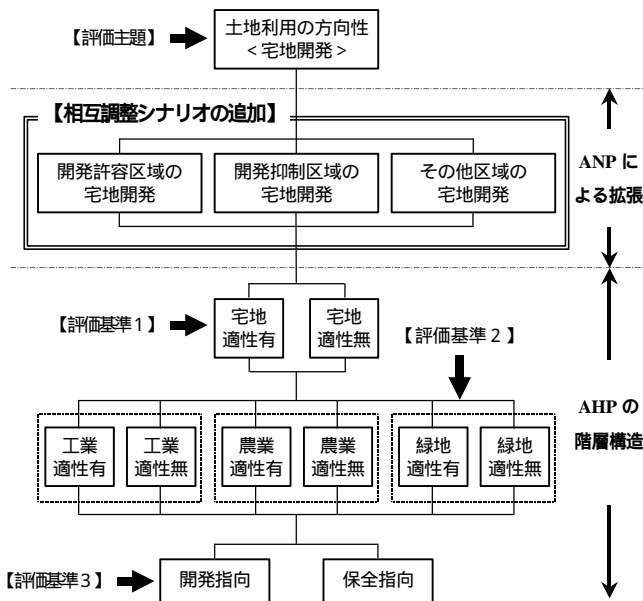 【評価主題】
土地利用の方向性
＜宅地開発＞
【相互調整シナリオの追加】
開発許容区域の
宅地開発
開発抑制区域の
宅地開発
その他区域の
宅地開発
ANP に
よる拡張
【評価基準1】
宅地
適性有
宅地
適性無
【評価基準2】
工業
適性有
工業
適性無
農業
適性有
農業
適性無
緑地
適性有
緑地
適性無
AHP の
階層構造
【評価基準3】
開発指向
保全指向